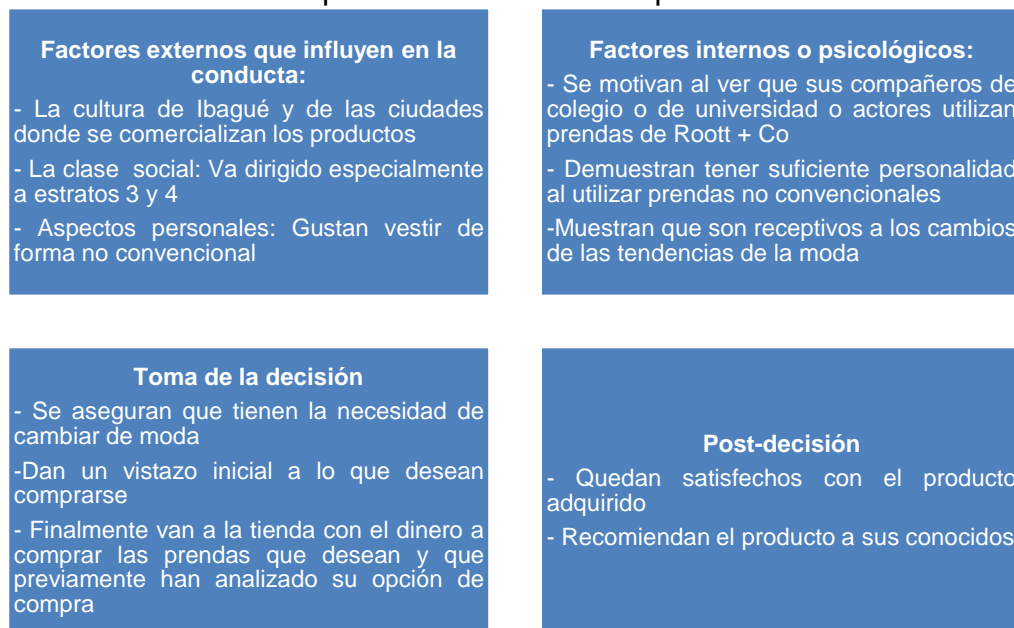 Factores externos que influyen en la
conducta:
- La cultura de Ibagué y de las ciudades
donde se comercializan los productos
- La clase social: Va dirigido especialmente
a estratos 3 y 4
- Aspectos personales: Gustan vestir de
forma no convencional
Factores internos o psicológicos:
- Se motivan al ver que sus compañeros de
colegio o de universidad o actores utilizan
prendas de Roott + Co
- Demuestran tener suficiente personalidad
al utilizar prendas no convencionales
-Muestran que son receptivos a los cambios
de las tendencias de la moda
Toma de la decisión
- Se aseguran que tienen la necesidad de
cambiar de moda
-Dan un vistazo inicial a lo que desean
comprarse
- Finalmente van a la tienda con el dinero a
comprar las prendas que desean y que
previamente han analizado su opción de
compra
Post-decisión
- Quedan satisfechos con el producto
adquirido
- Recomiendan el producto a sus conocidos